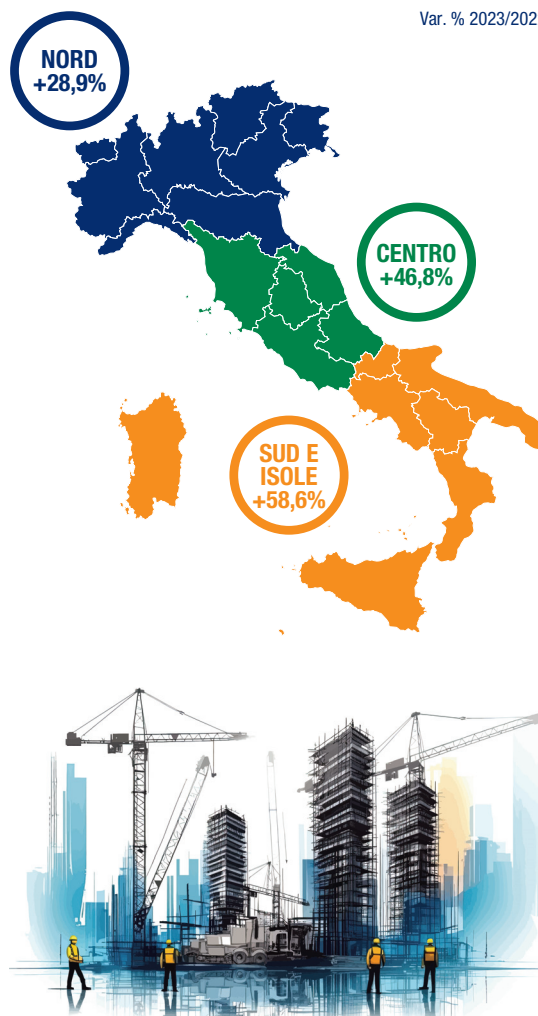 Var. % 2023/202
NORD
+28,9%
CENTRO
+46,8%
SUD E
ISOLE
+58,6%